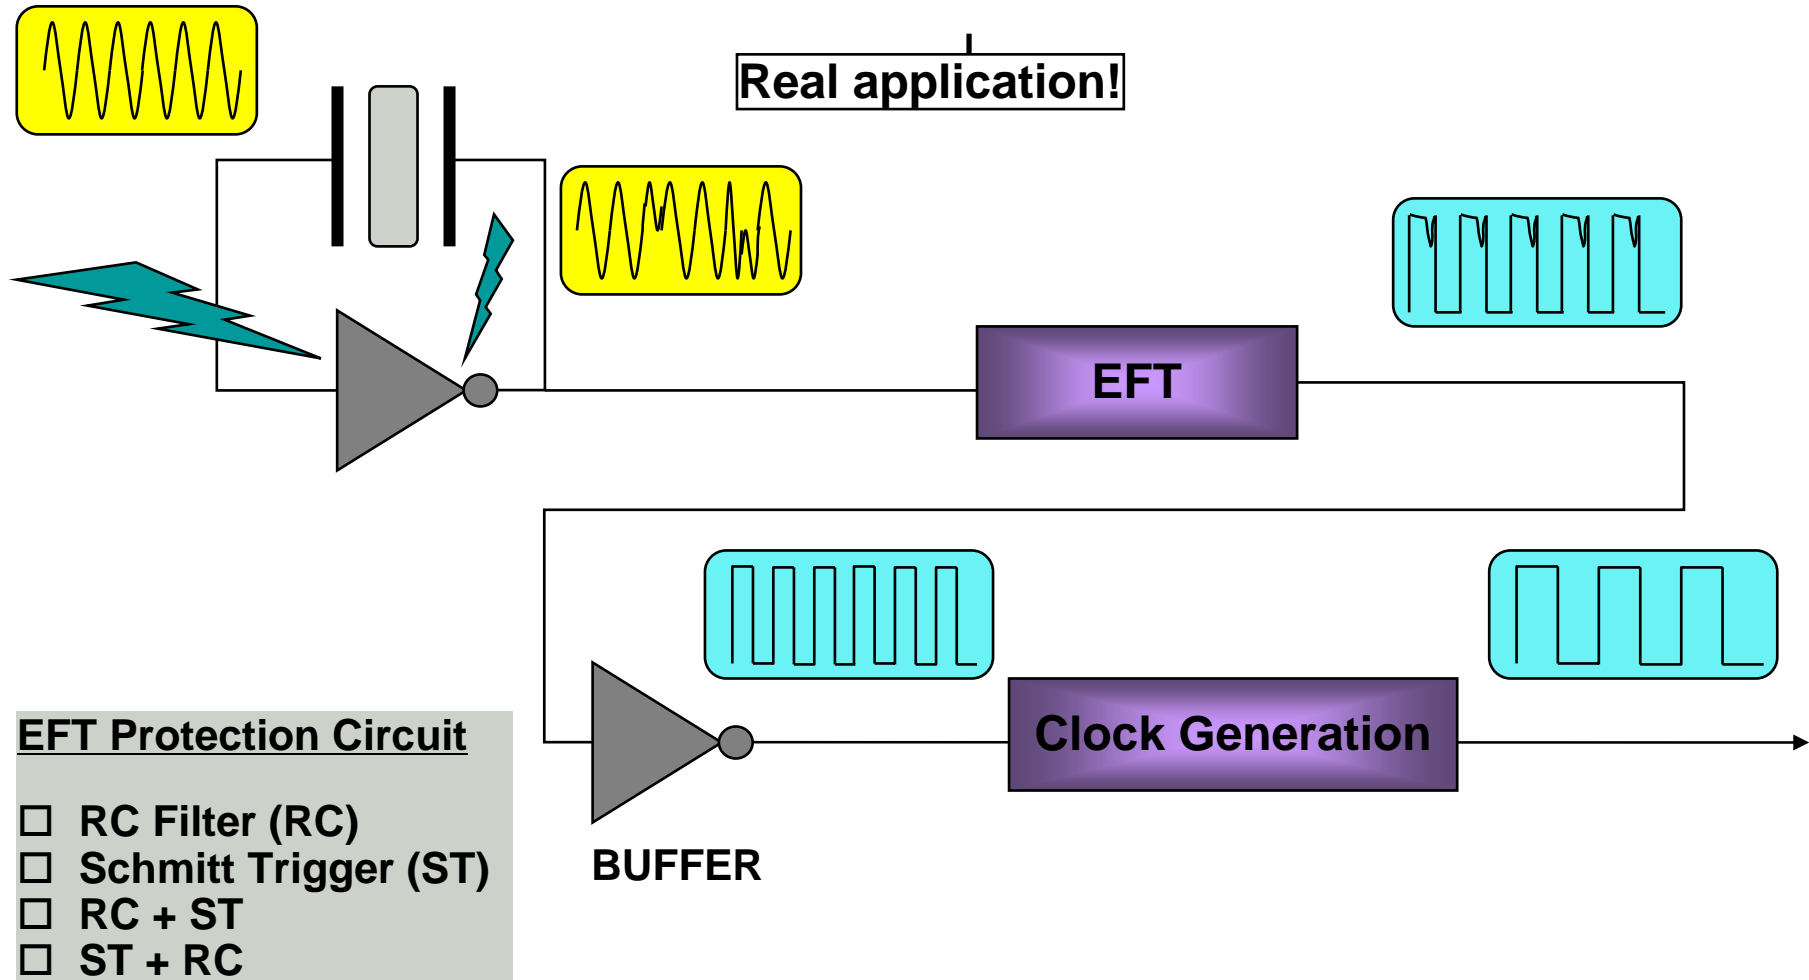 Real application!
EFT
Clock Generation
BUFFER
EFT Protection Circuit
□ RC Filter (RC)
□ Schmitt Trigger (ST)
□ RC + ST
□ ST + RC